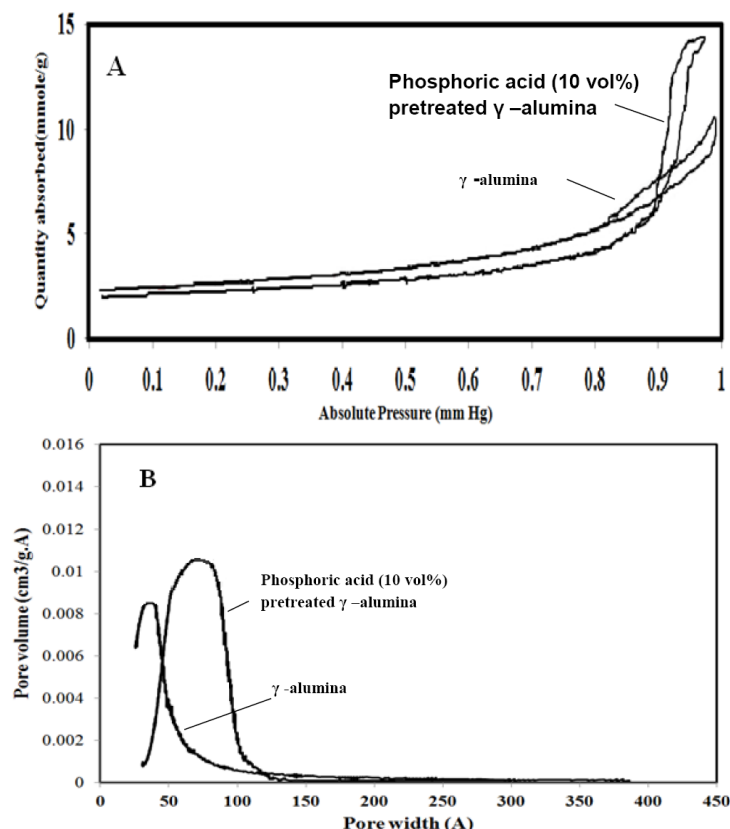 A
Quantity absorbed(mmole/g)
15
10
5
0
Phosphoric acid (10 vol%)
pretreated γ –alumina
γ -alumina
0 0.1 0.2 0.3 0.4 0.5 0.6 0.7 0.8 0.9 1
Absolute Pressure (mm Hg)
B
Pore volume (cm3/g.A)
0.016
0.014
0.012
0.01
0.008
0.006
0.004
0.002
0
Phosphoric acid (10 vol%)
pretreated γ –alumina
γ -alumina
0 50 100 150 200 250 300 350 400 450
Pore width (A)